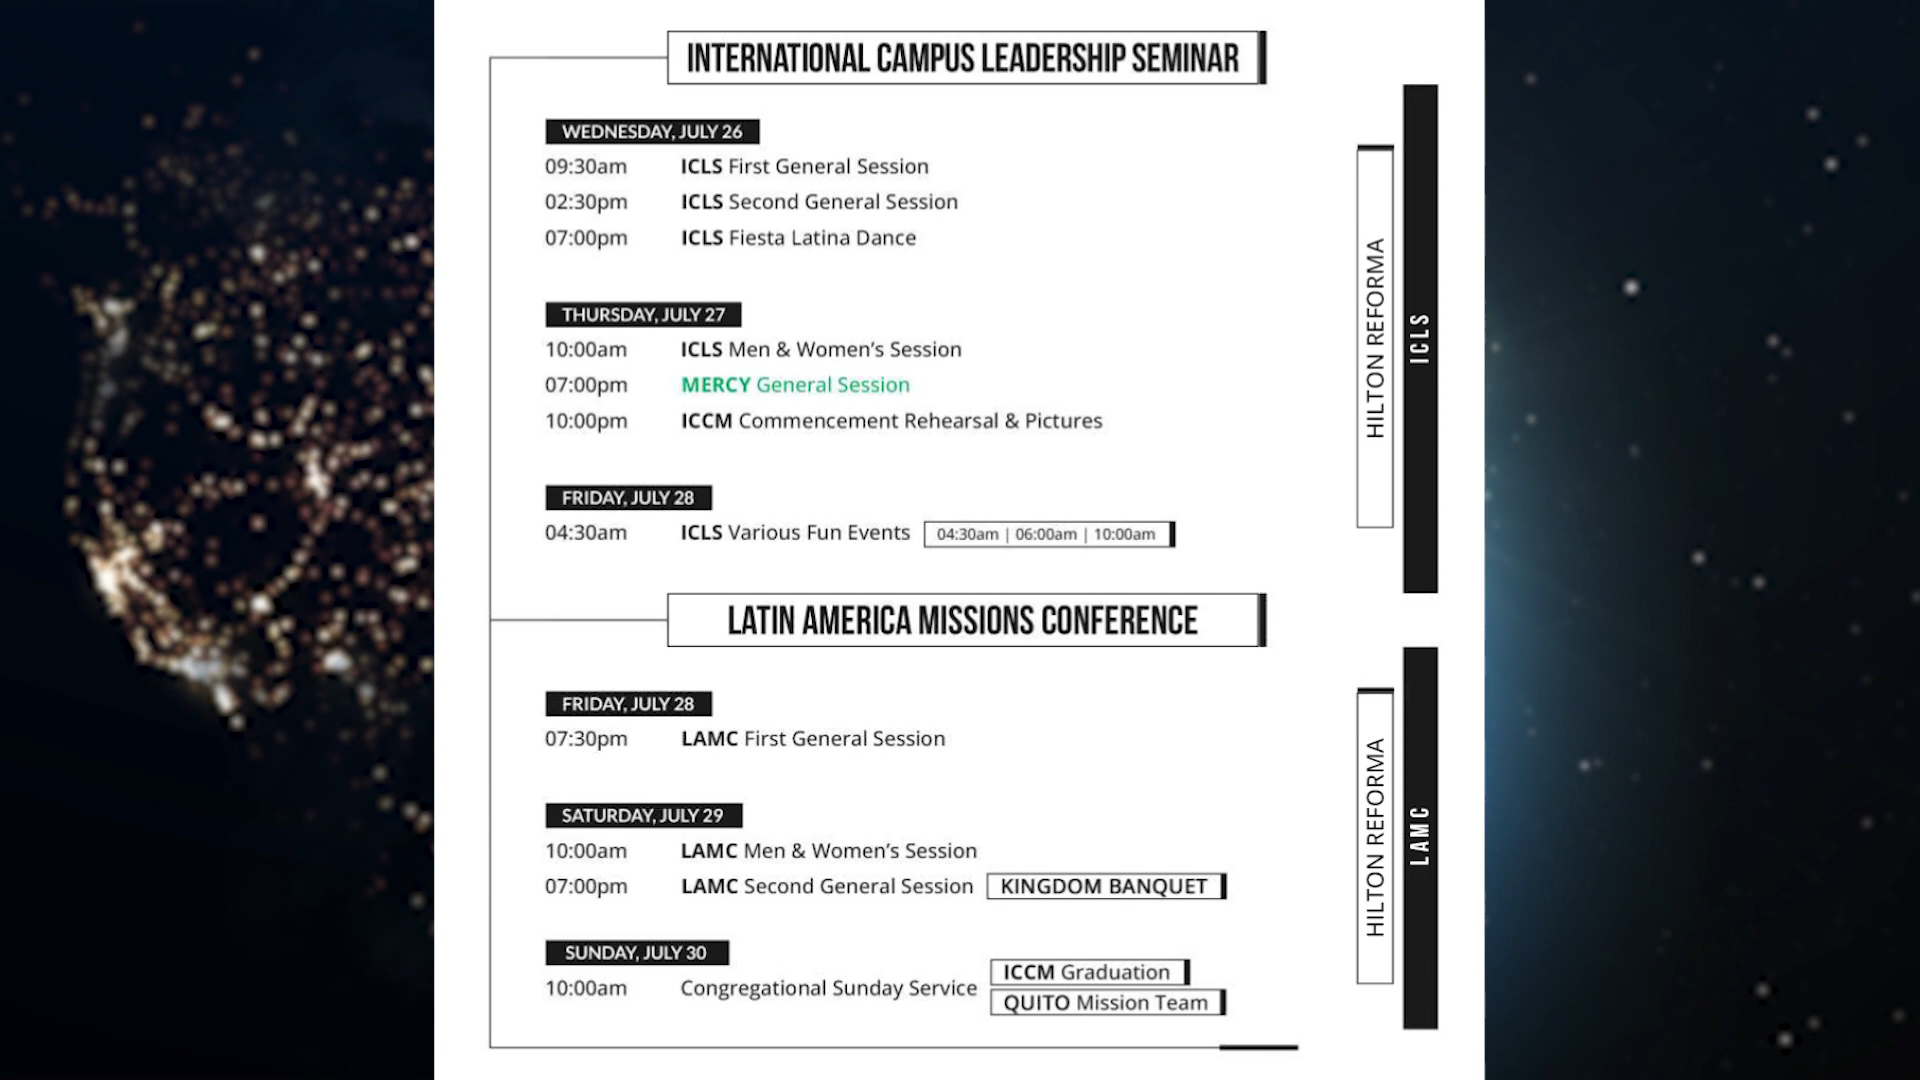 INTERNATIONAL CAMPUS LEADERSHIP SEMINAR
WEDNESDAY, JULY 26
09:30am ICLS First General Session
02:30pm ICLS Second General Session
07:00pm ICLS Fiesta Latina Dance
THURSDAY, JULY 27
10:00am ICLS Men & Women’s Session
07:00pm MERCY General Session
10:00pm ICCM Commencement Rehearsal & Pictures
FRIDAY, JULY 28
04:30am ICLS Various Fun Events 04:30am | 06:00am | 10:00am
HILTON REFORMA
ICLS
LATIN AMERICA MISSIONS CONFERENCE
FRIDAY, JULY 28
07:30pm LAMC First General Session
SATURDAY, JULY 29
10:00am LAMC Men & Women’s Session
07:00pm LAMC Second General Session KINGDOM BANQUET
SUNDAY, JULY 30
10:00am Congregational Sunday Service
ICCM Graduation
QUITO Mission Team
HILTON REFORMA
LAMC